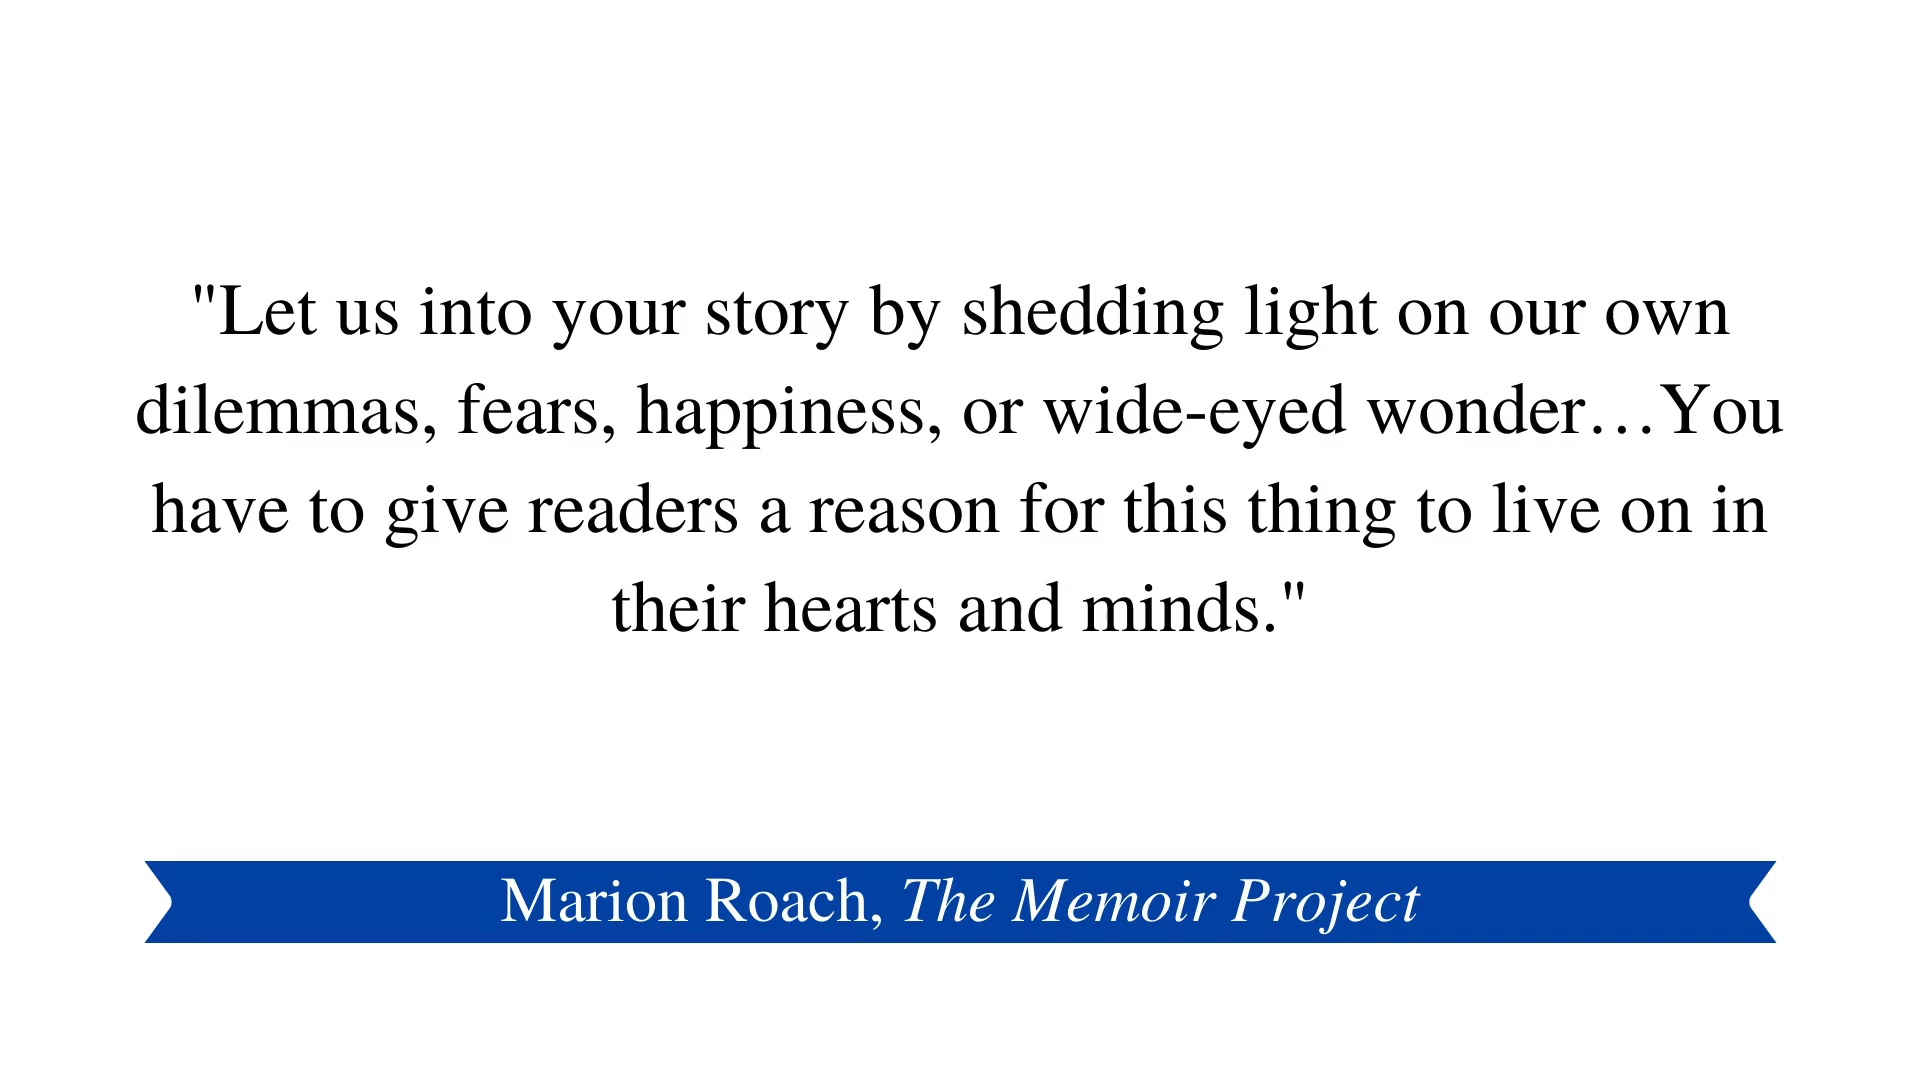 "Let us into your story by shedding light on our own
dilemmas, fears, happiness, or wide-eyed wonder…You
have to give readers a reason for this thing to live on in
their hearts and minds."
Marion Roach, The Memoir Project